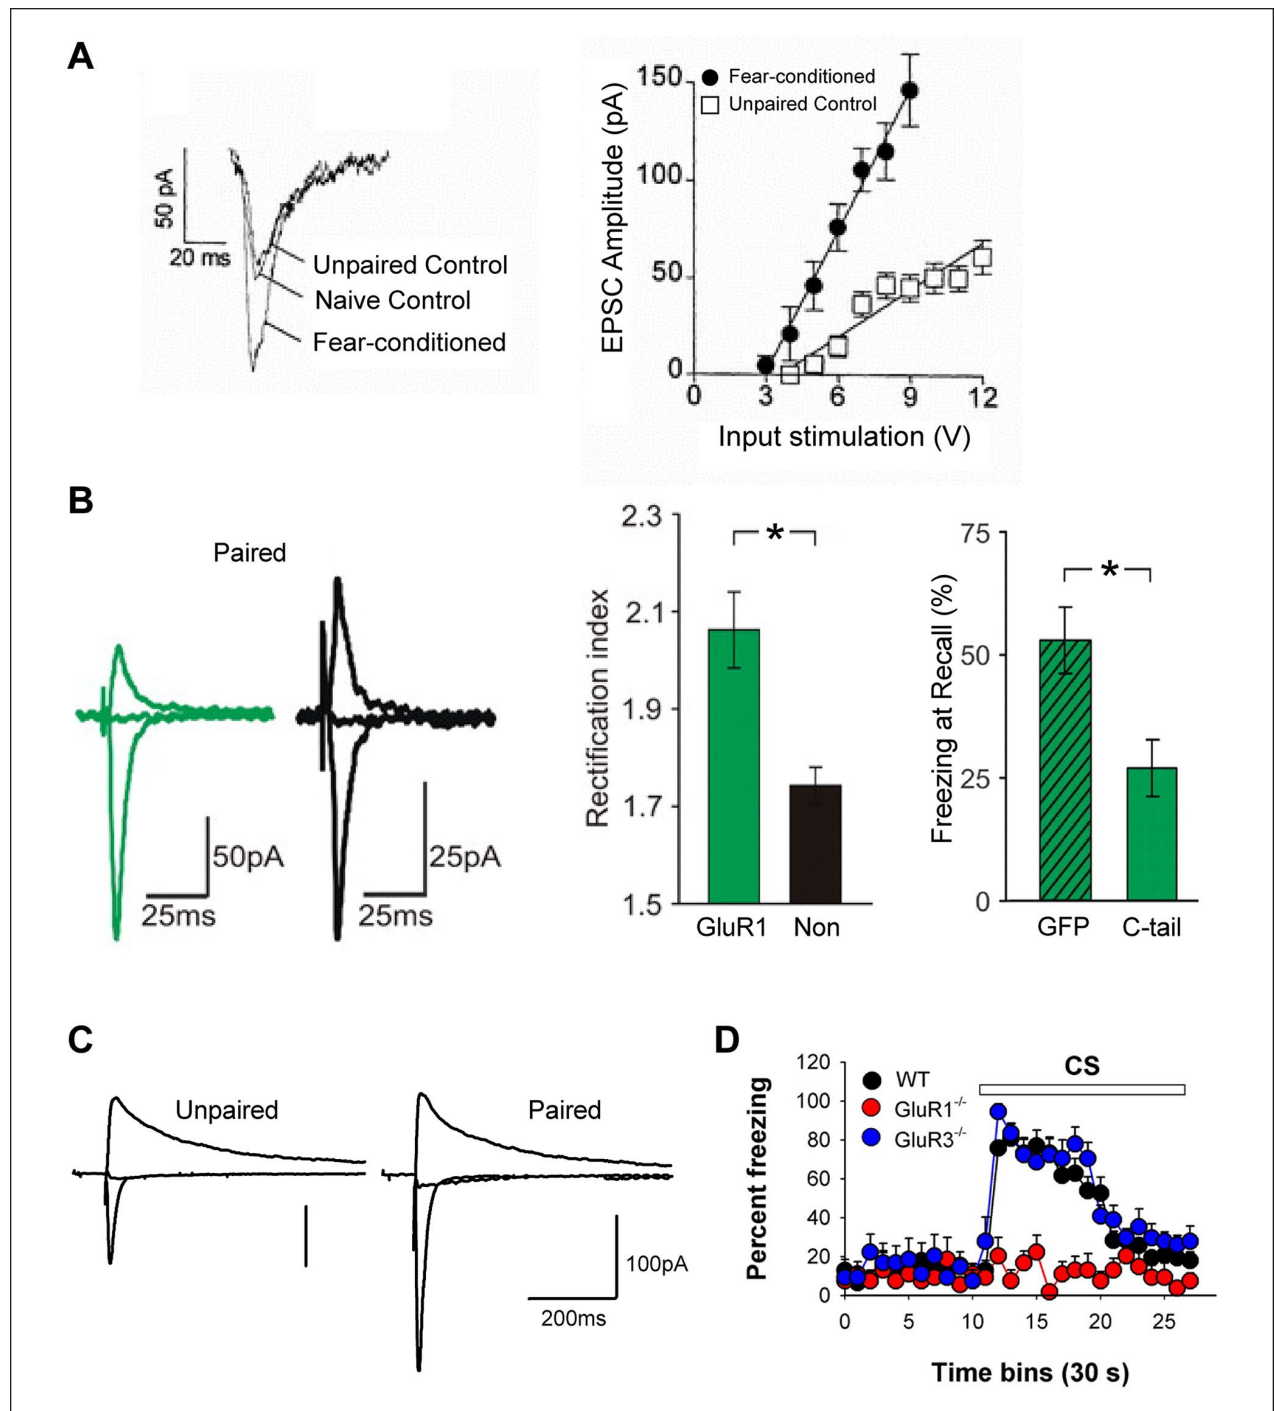 A
50 pA
20 ms
Unpaired Control
Naive Control
Fear-conditioned
EPSC Amplitude (pA)
150
100
50
0
Fear-conditioned
Unpaired Control
0 3 6 9 12
Input stimulation (V)
B
Paired
50pA
25ms
25pA
25ms
Rectification index
2.3
2.1
1.9
1.7
1.5
*
GluR1 Non
Freezing at Recall (%)
75
50
25
0
*
GFP C-tail
C
Unpaired
Paired
100pA
200ms
D
Percent freezing
120
100
80
60
40
20
0
WT
GluR1-/-
GluR3-/-
CS
0 5 10 15 20 25
Time bins (30 s)